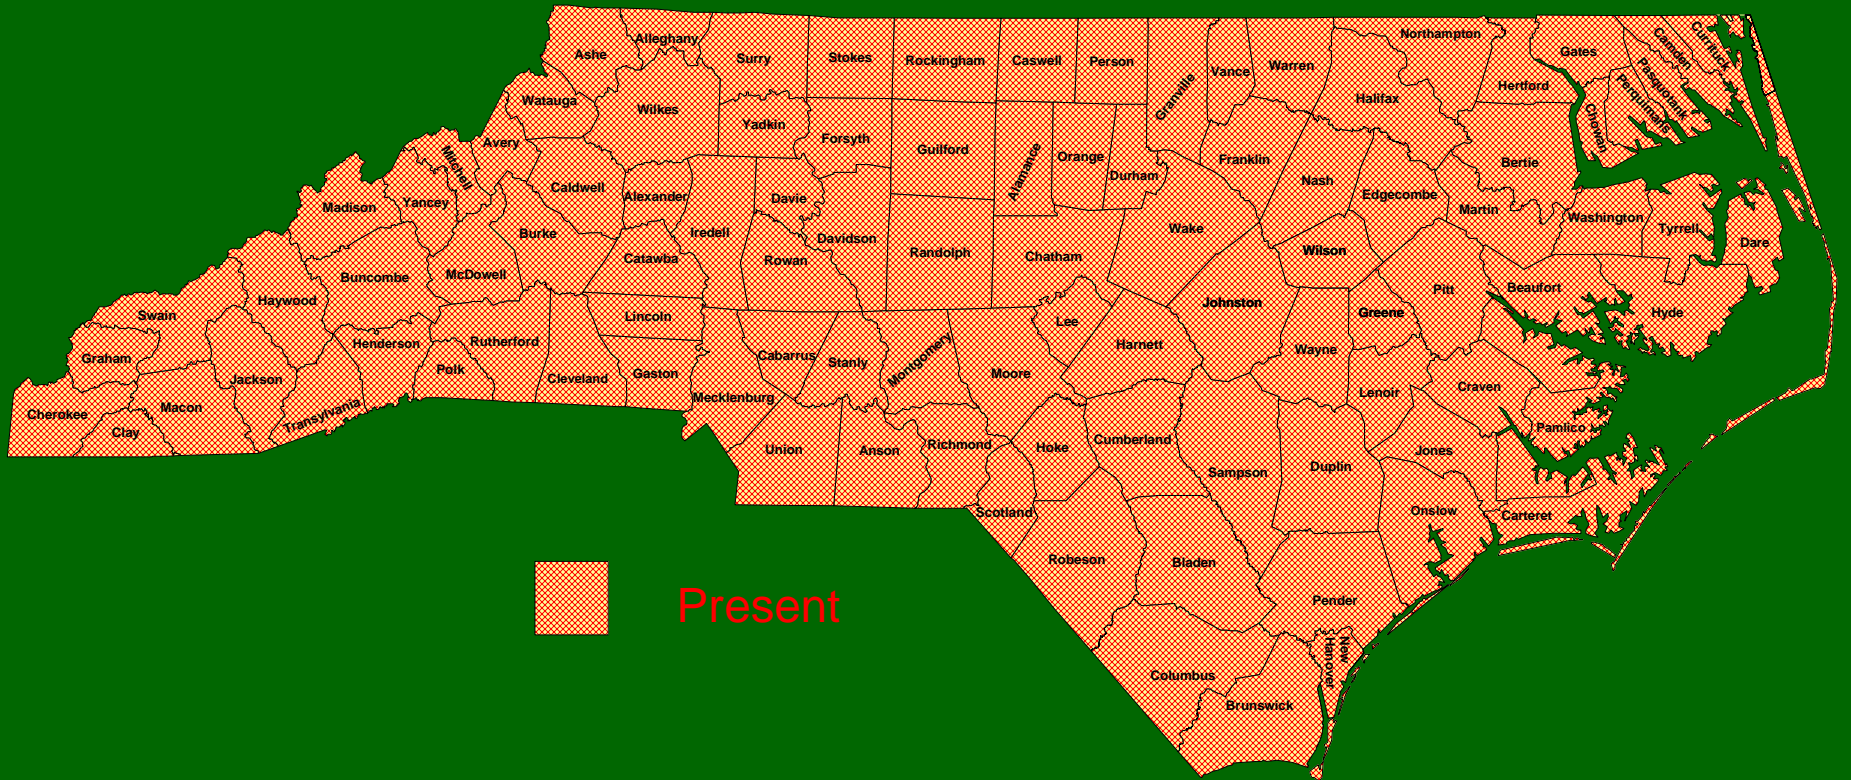 Ashe
Alleghany
Surry
Stokes
Rockingham
Caswell
Person
Granville
Vance
Warren
Northampton
Halifax
Hertford
Gates
Camden
Currituck
Pasquotank
Perquimans
Chowan
Watauga
Wilkes
Yadkin
Forsyth
Guilford
Alamance
Orange
Durham
Franklin
Nash
Edgecombe
Bertie
Martin
Washington
Tyrrell
Dare
Avery
Mitchell
Yancey
Madison
Caldwell
Alexander
Iredell
Davie
Davidson
Randolph
Chatham
Wake
Wilson
Johnston
Greene
Pitt
Beaufort
Hyde
Burke
Catawba
Rowan
McDowell
Buncombe
Haywood
Swain
Graham
Cherokee
Clay
Macon
Jackson
Transylvania
Henderson
Polk
Rutherford
Cleveland
Lincoln
Gaston
Mecklenburg
Cabarrus
Stanly
Montgomery
Moore
Lee
Harnett
Wayne
Lenoir
Craven
Pamlico
Jones
Carteret
Onslow
Duplin
Sampson
Cumberland
Hoke
Richmond
Anson
Union
Scotland
Robeson
Bladen
Pender
New
Hanover
Columbus
Brunswick
Present